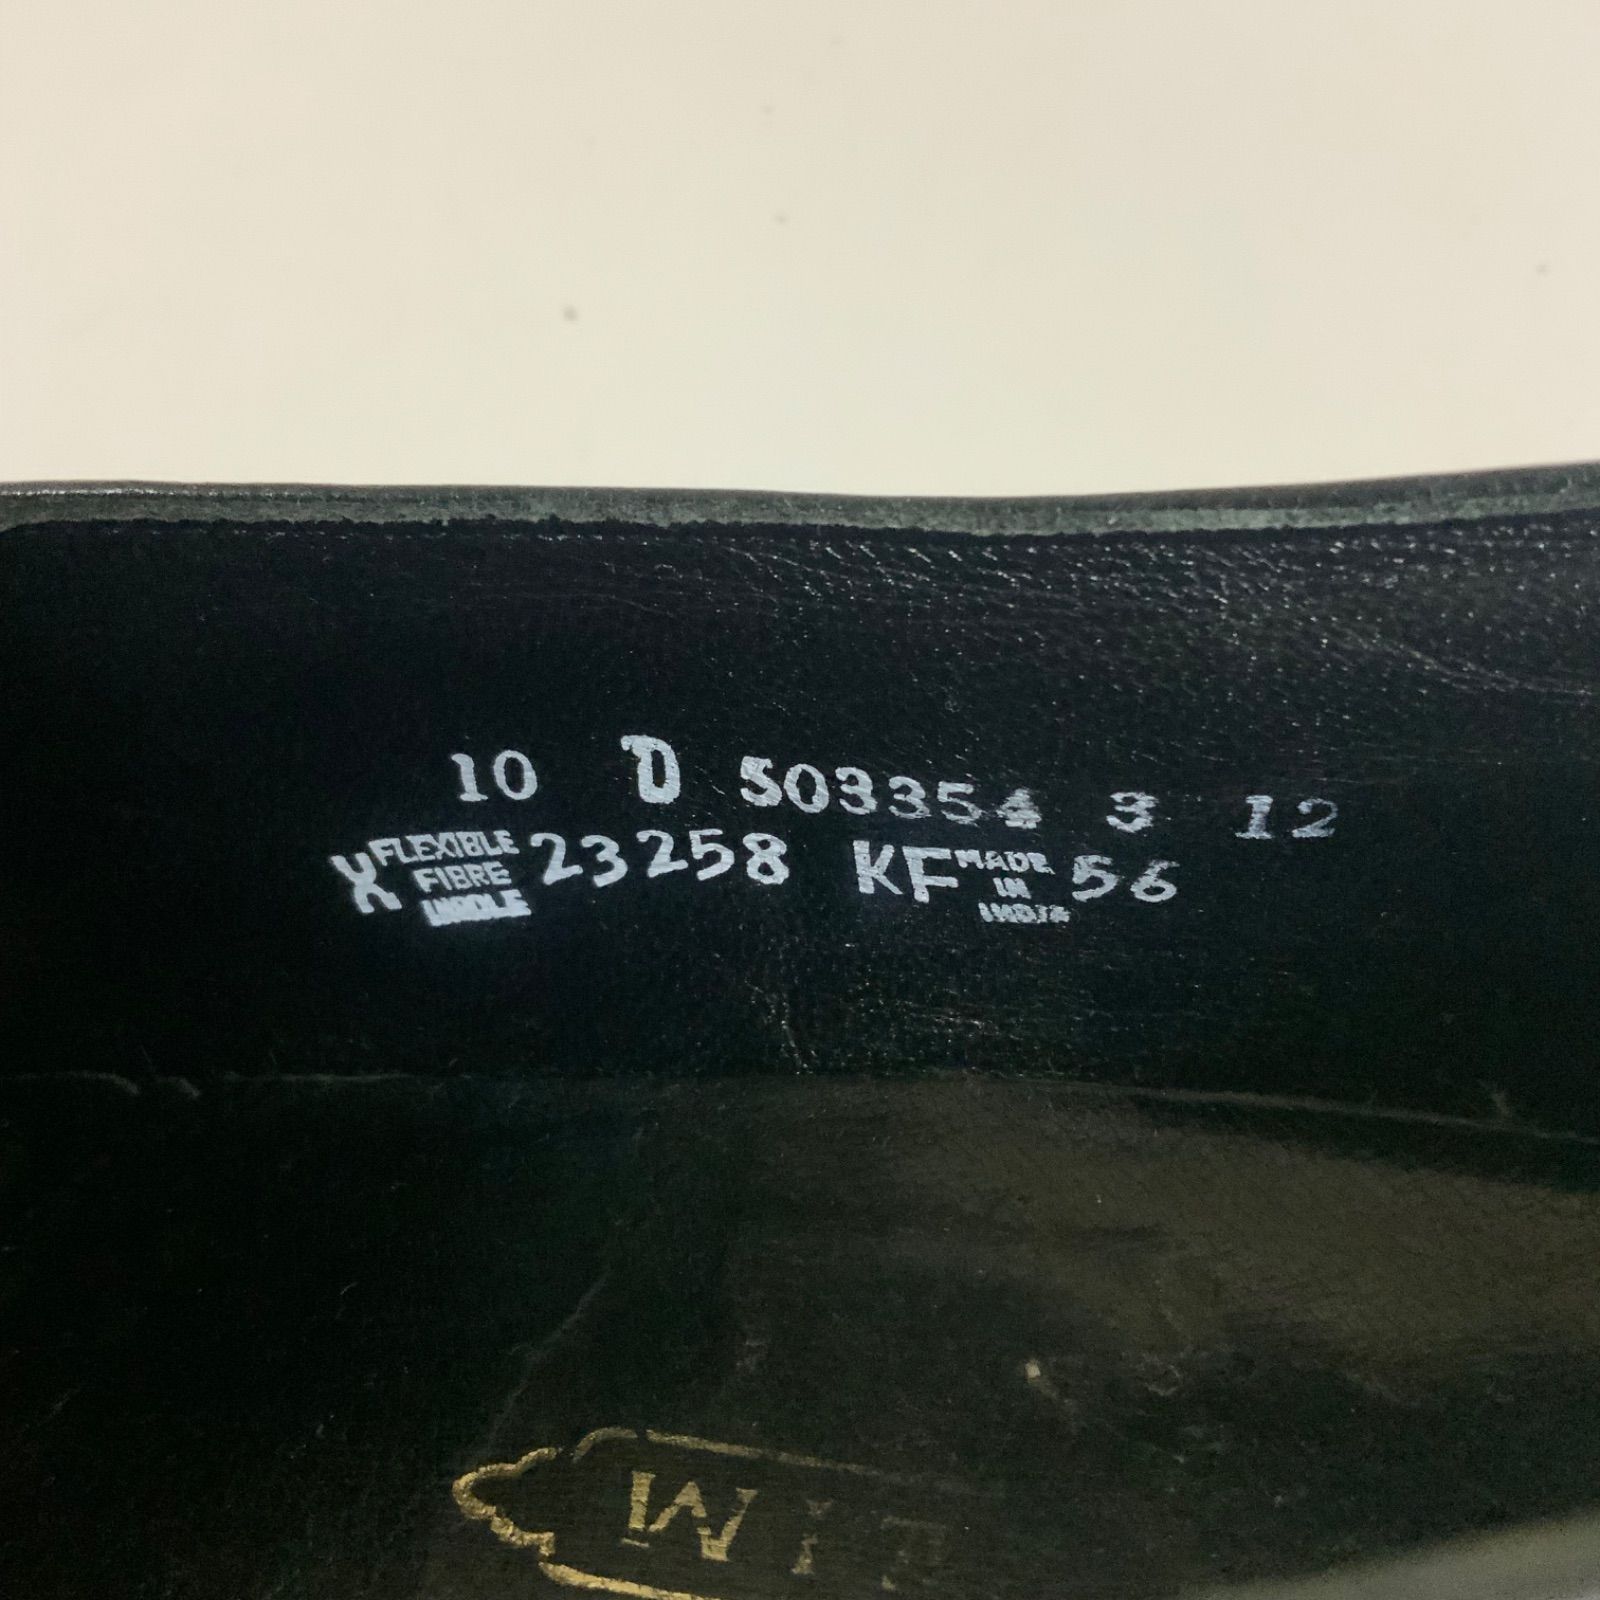 10 D 503354 3 12
X FLEXIBLE 23258 KF MADE 56
FIBRE IN
INSOLE INDIA